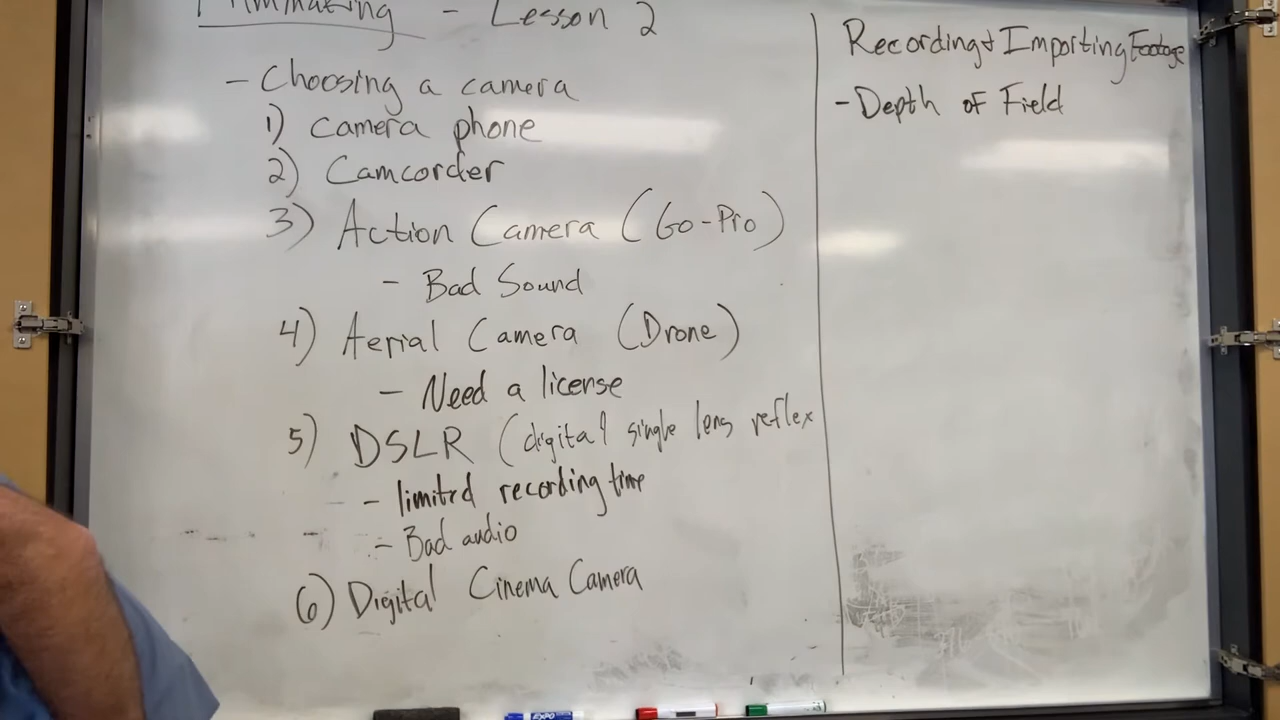 Filmmaking - Lesson 2
- Choosing a camera
1) camera phone
2) Camcorder
3) Action Camera (Go-Pro)
- Bad Sound
4) Aerial Camera (Drone)
- Need a license
5) DSLR (digital single lens reflex
- limited recording time
- Bad audio
6) Digital Cinema Camera
Recording + Importing Footage
- Depth of Field
EXPO